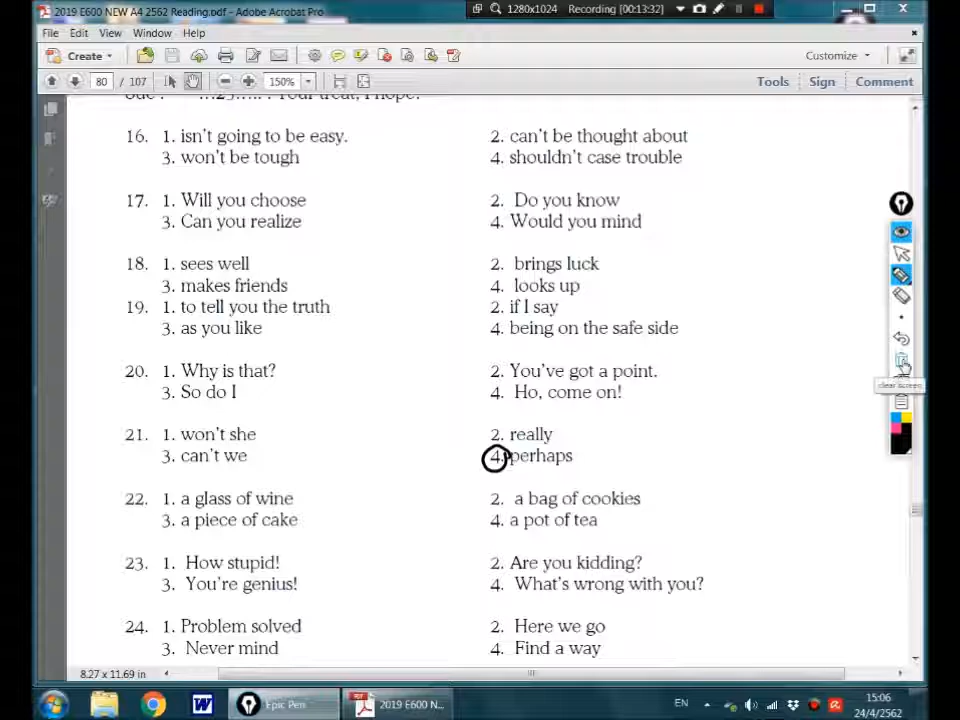 2019 E600 NEW A4 2562 Reading.pdf - Adobe Acrobat Pro
1280x1024 Recording [00:13:32]
File Edit View Window Help
Create Customize
80 / 107 150% Tools Sign Comment
16. 1. isn't going to be easy. 2. can't be thought about
3. won't be tough 4. shouldn't case trouble
17. 1. Will you choose 2. Do you know
3. Can you realize 4. Would you mind
18. 1. sees well 2. brings luck
3. makes friends 4. looks up
19. 1. to tell you the truth 2. if I say
3. as you like 4. being on the safe side
20. 1. Why is that? 2. You've got a point.
3. So do I 4. Ho, come on!
21. 1. won't she 2. really
3. can't we 4. perhaps
22. 1. a glass of wine 2. a bag of cookies
3. a piece of cake 4. a pot of tea
23. 1. How stupid! 2. Are you kidding?
3. You're genius! 4. What's wrong with you?
24. 1. Problem solved 2. Here we go
3. Never mind 4. Find a way
clear screen
8.27 x 11.69 in
Epic Pen 2019 E600 N... EN 15:06
24/4/2562